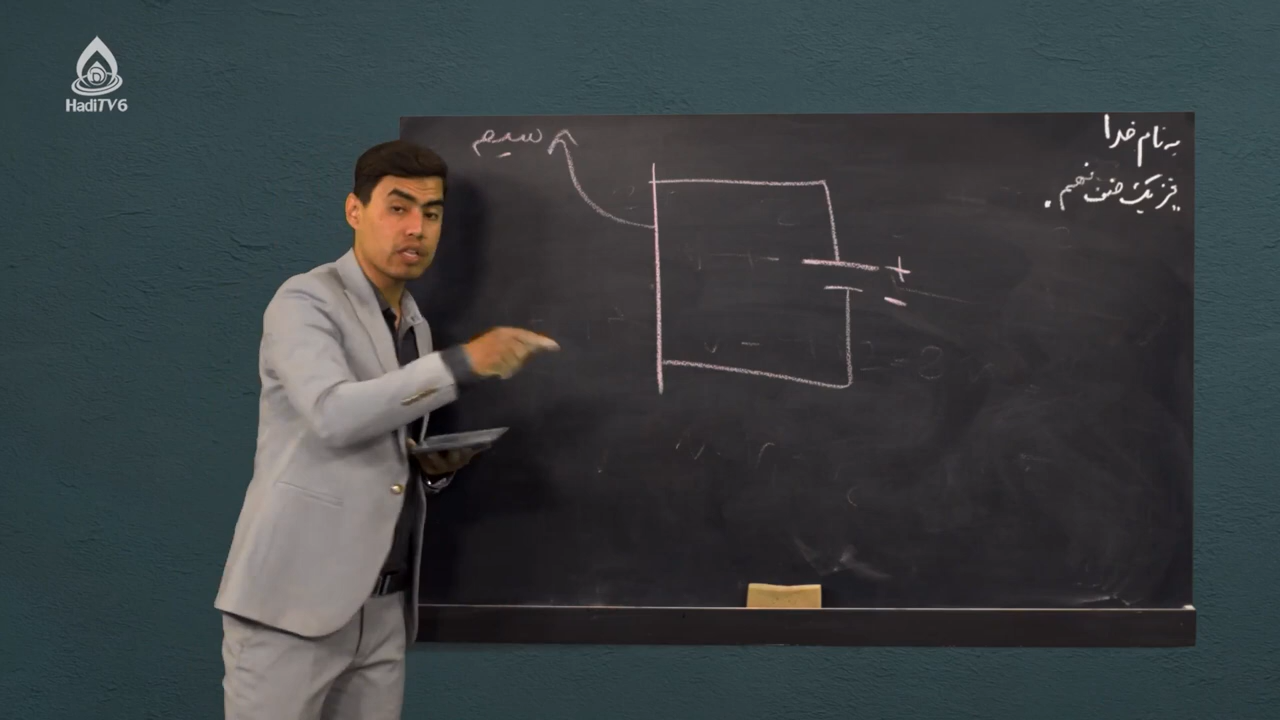 به نام خدا
فزیک صنف نهم.
سیم
+
-
HadiTV6